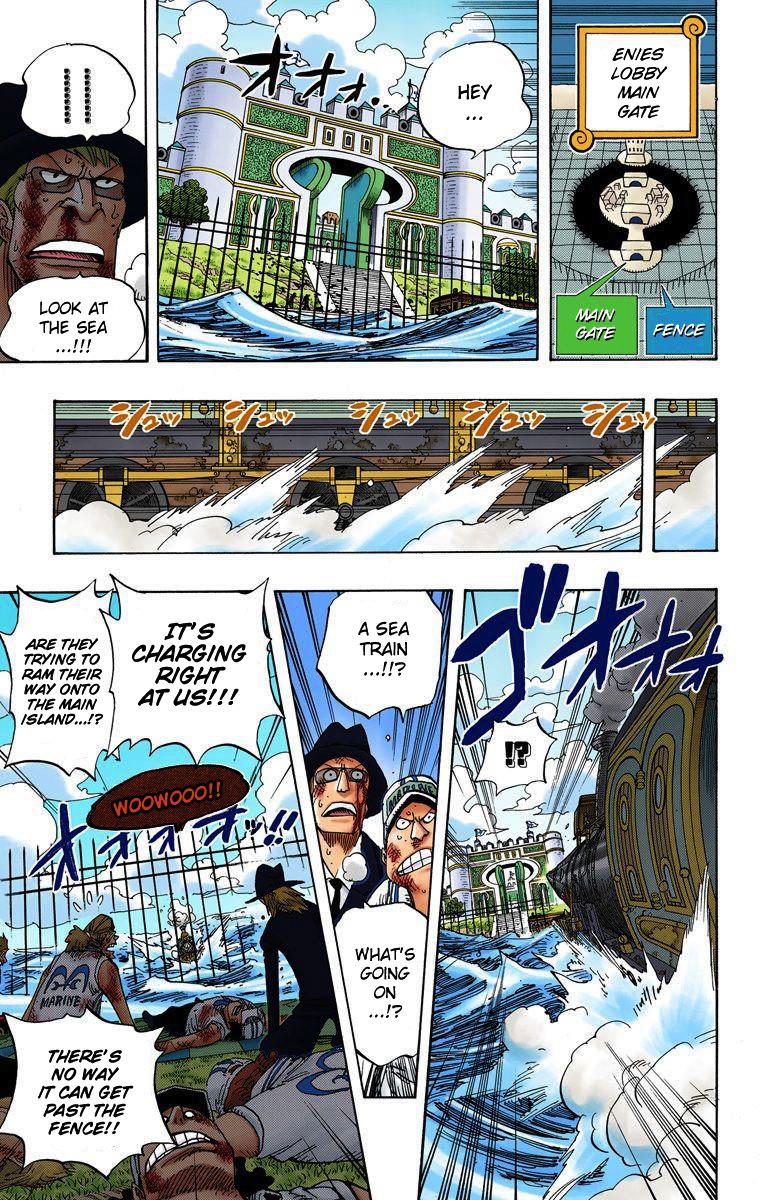 ENIES
LOBBY
MAIN
GATE
MAIN
GATE
FENCE
HEY
...
オオオ...
!!
LOOK AT
THE SEA
...!!!
シュッ
シュッ
シュッ
シュッ
シュッ
ゴオオオ
!?
A SEA
TRAIN
...!!?
MARINE
WHAT'S
GOING
ON
...!?
IT'S
CHARGING
RIGHT
AT US!!!
ARE THEY
TRYING TO
RAM THEIR
WAY ONTO
THE MAIN
ISLAND...!?
WOOWOOO!!
オオオオッ!!
MARINE
THERE'S
NO WAY
IT CAN GET
PAST THE
FENCE!!